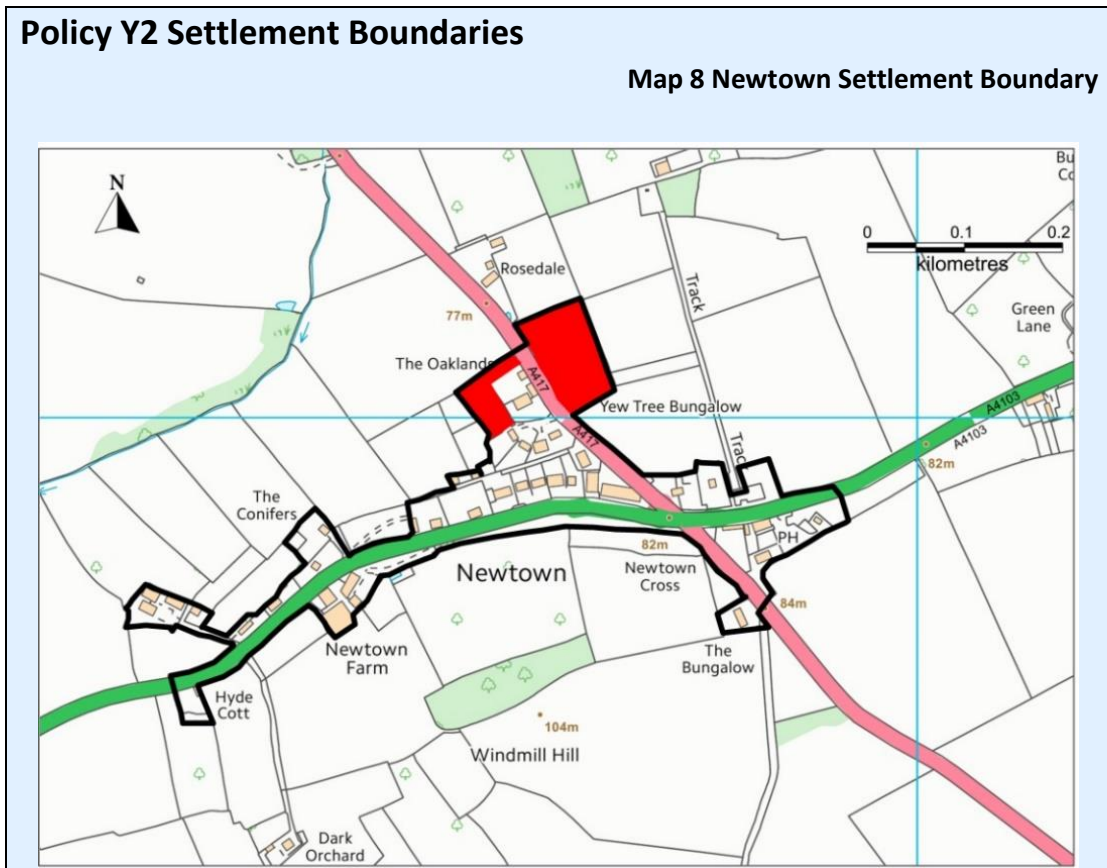 Policy Y2 Settlement Boundaries
Map 8 Newtown Settlement Boundary
N
0 0.1 0.2
kilometres
Rosedale
Track
77m
Green
Lane
The Oaklands
A417
Yew Tree Bungalow
A417
A4103
A4103
82m
The
Conifers
PH
82m
Newtown
Newtown
Cross
84m
Newtown
Farm
The
Bungalow
Hyde
Cott
104m
Windmill Hill
Dark
Orchard